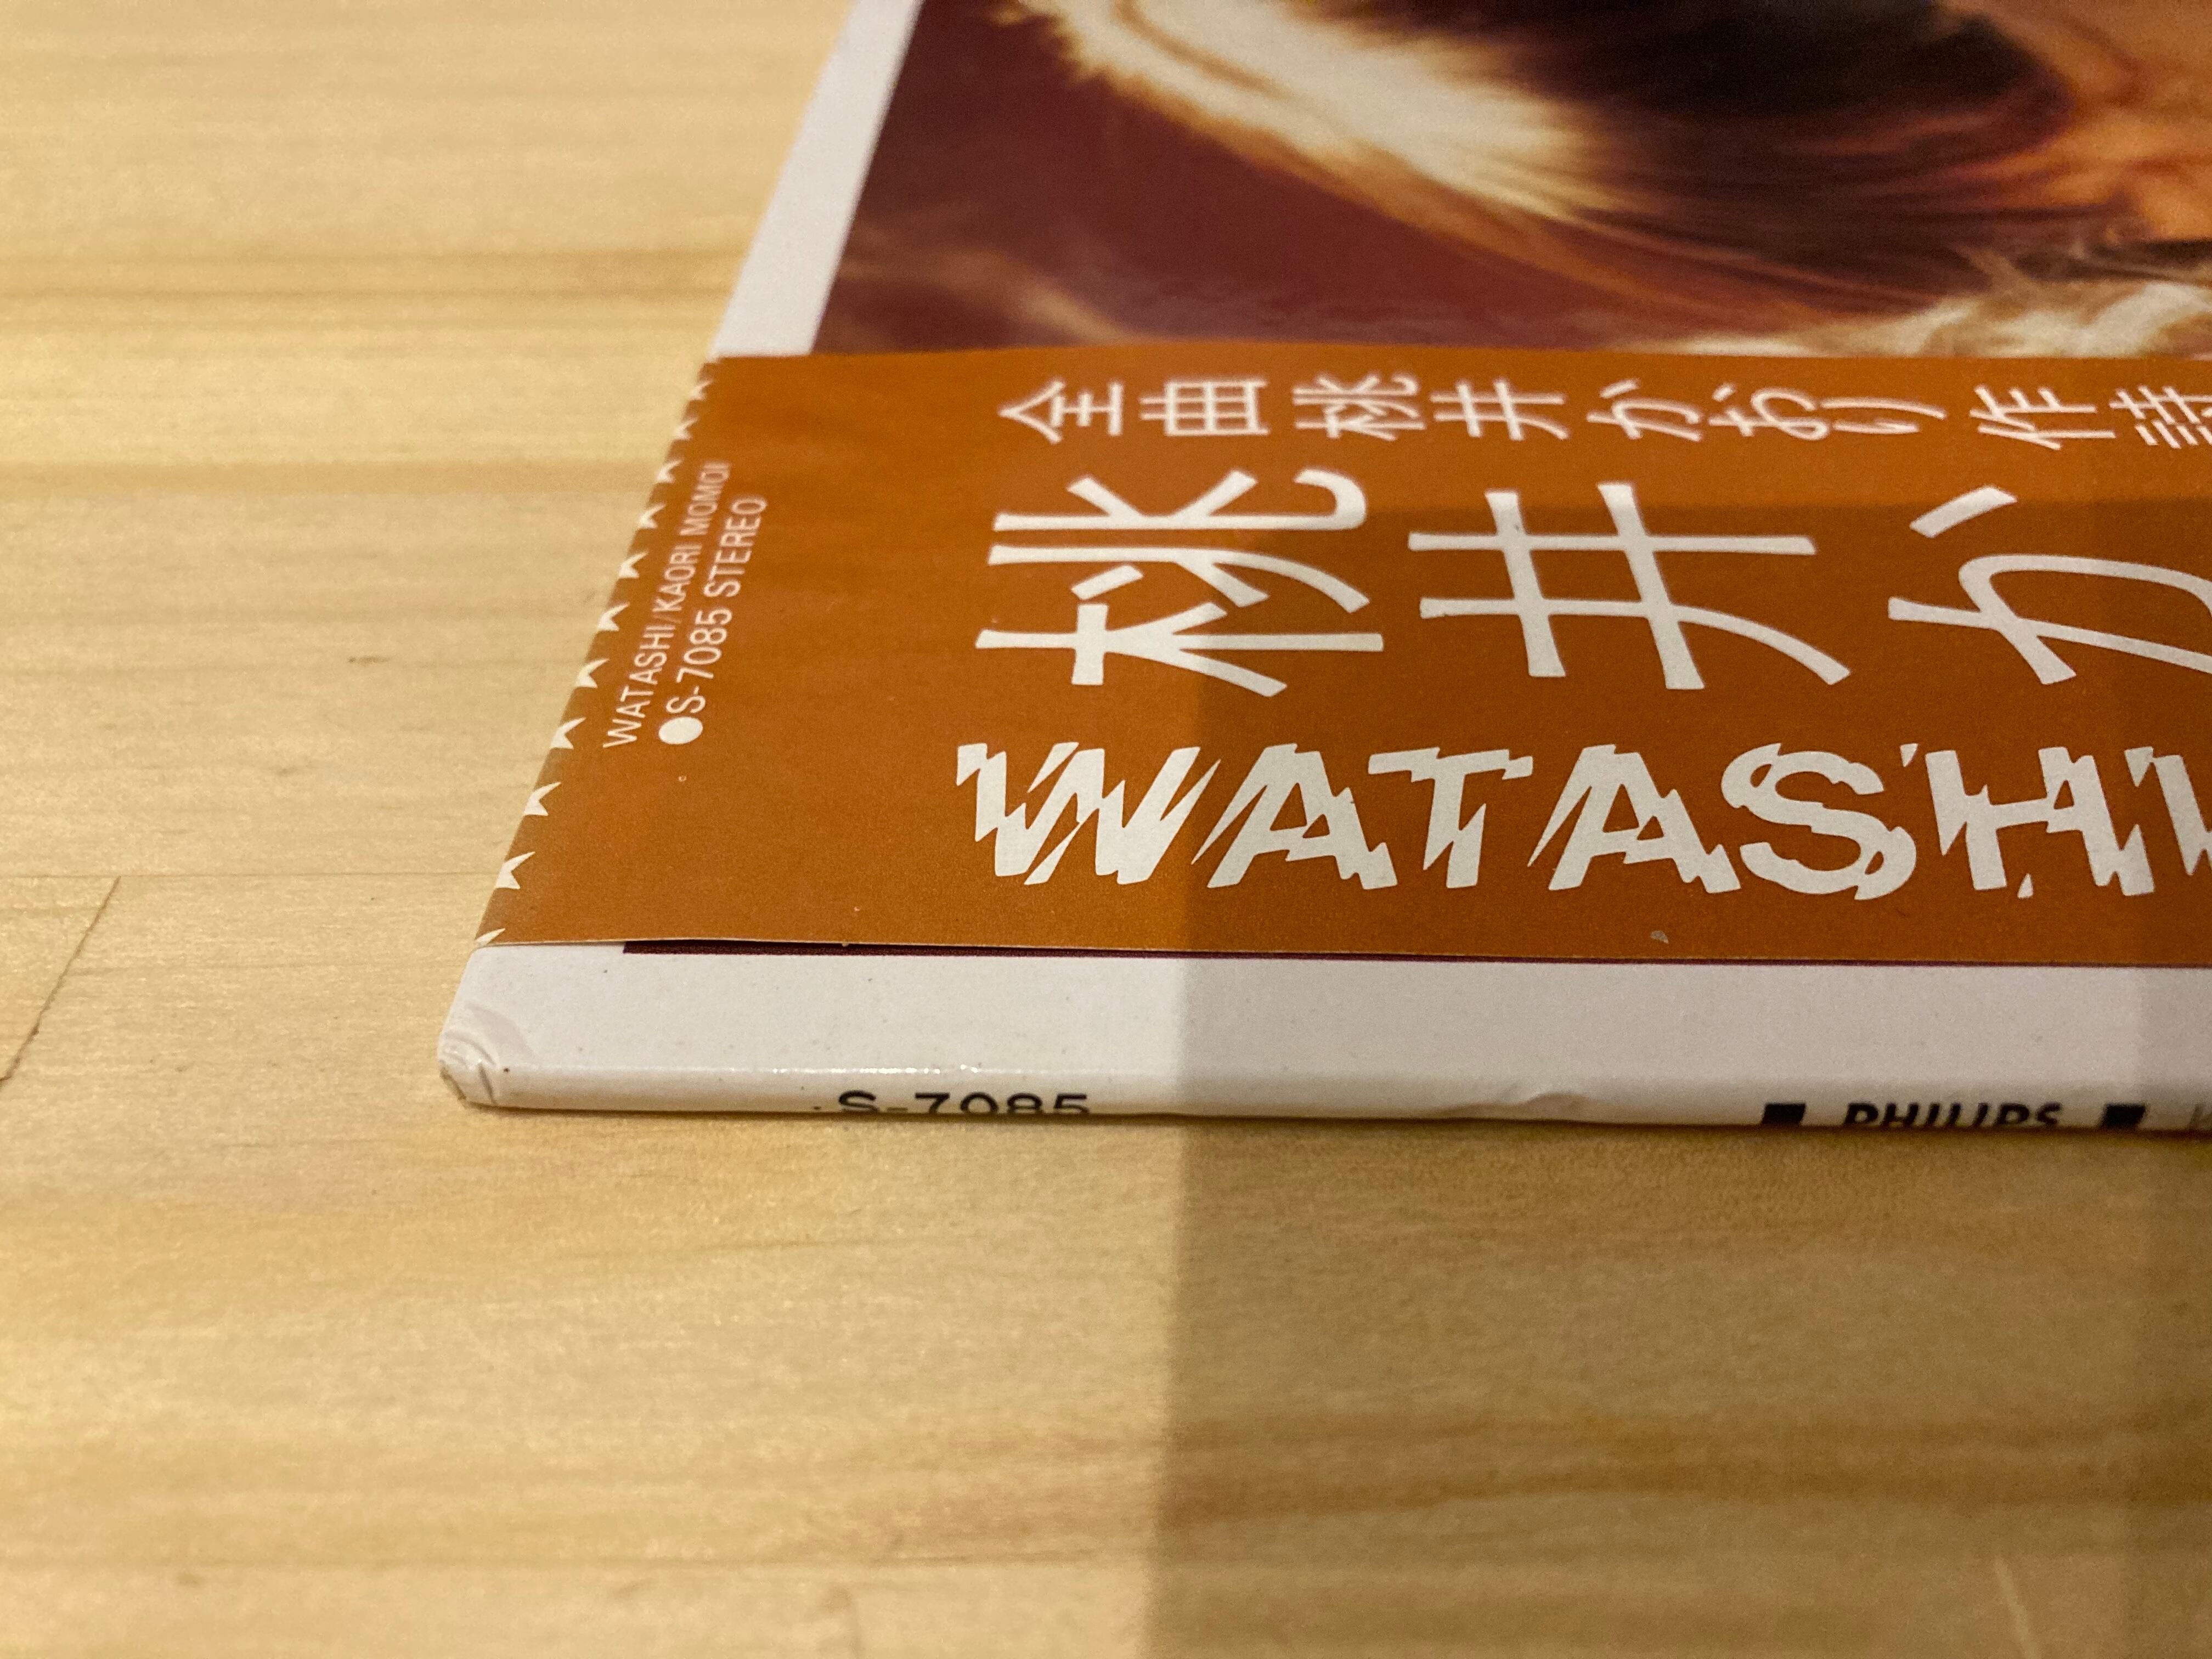 全曲桃井かおり作詩
桃井か
WATASHI
WATASHI/KAORI MOMOI
●S-7085 STEREO
S-7085 ■ PHILIPS ■